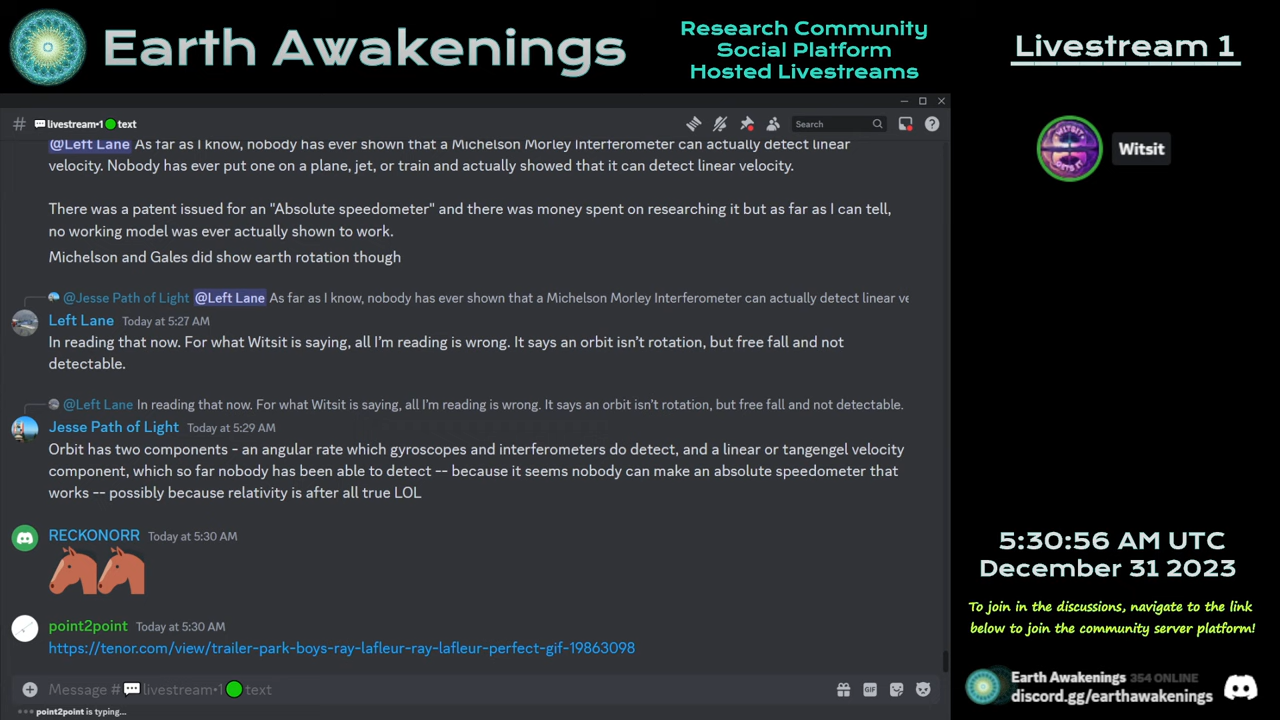 Earth Awakenings
Research Community
Social Platform
Hosted Livestreams
Livestream 1
# livestream•1 text
Search
Witsit
@Left Lane As far as I know, nobody has ever shown that a Michelson Morley Interferometer can actually detect linear
velocity. Nobody has ever put one on a plane, jet, or train and actually showed that it can detect linear velocity.
There was a patent issued for an "Absolute speedometer" and there was money spent on researching it but as far as I can tell,
no working model was ever actually shown to work.
Michelson and Gales did show earth rotation though
@Jesse Path of Light @Left Lane As far as I know, nobody has ever shown that a Michelson Morley Interferometer can actually detect linear ve
Left Lane Today at 5:27 AM
In reading that now. For what Witsit is saying, all I'm reading is wrong. It says an orbit isn't rotation, but free fall and not
detectable.
@Left Lane In reading that now. For what Witsit is saying, all I'm reading is wrong. It says an orbit isn't rotation, but free fall and not detectable.
Jesse Path of Light Today at 5:29 AM
Orbit has two components - an angular rate which gyroscopes and interferometers do detect, and a linear or tangengel velocity
component, which so far nobody has been able to detect -- because it seems nobody can make an absolute speedometer that
works -- possibly because relativity is after all true LOL
RECKONORR Today at 5:30 AM
point2point Today at 5:30 AM
https://tenor.com/view/trailer-park-boys-ray-lafleur-ray-lafleur-perfect-gif-19863098
Message # livestream•1 text
GIF
point2point is typing...
5:30:56 AM UTC
December 31 2023
To join in the discussions, navigate to the link
below to join the community server platform!
Earth Awakenings 354 ONLINE
discord.gg/earthawakenings